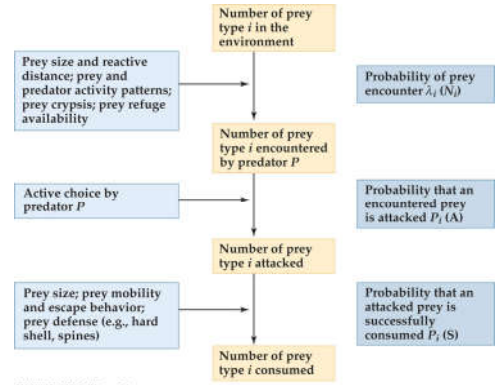 Number of prey
type i in the
environment
Prey size and reactive
distance; prey and
predator activity patterns;
prey crypsis; prey refuge
availability
Probability of prey
encounter λi (Ni)
Number of prey
type i encountered
by predator P
Active choice by
predator P
Probability that an
encountered prey
is attacked Pi (A)
Number of prey
type i attacked
Prey size; prey mobility
and escape behavior;
prey defense (e.g., hard
shell, spines)
Probability that an
attacked prey is
successfully
consumed Pi (S)
Number of prey
type i consumed